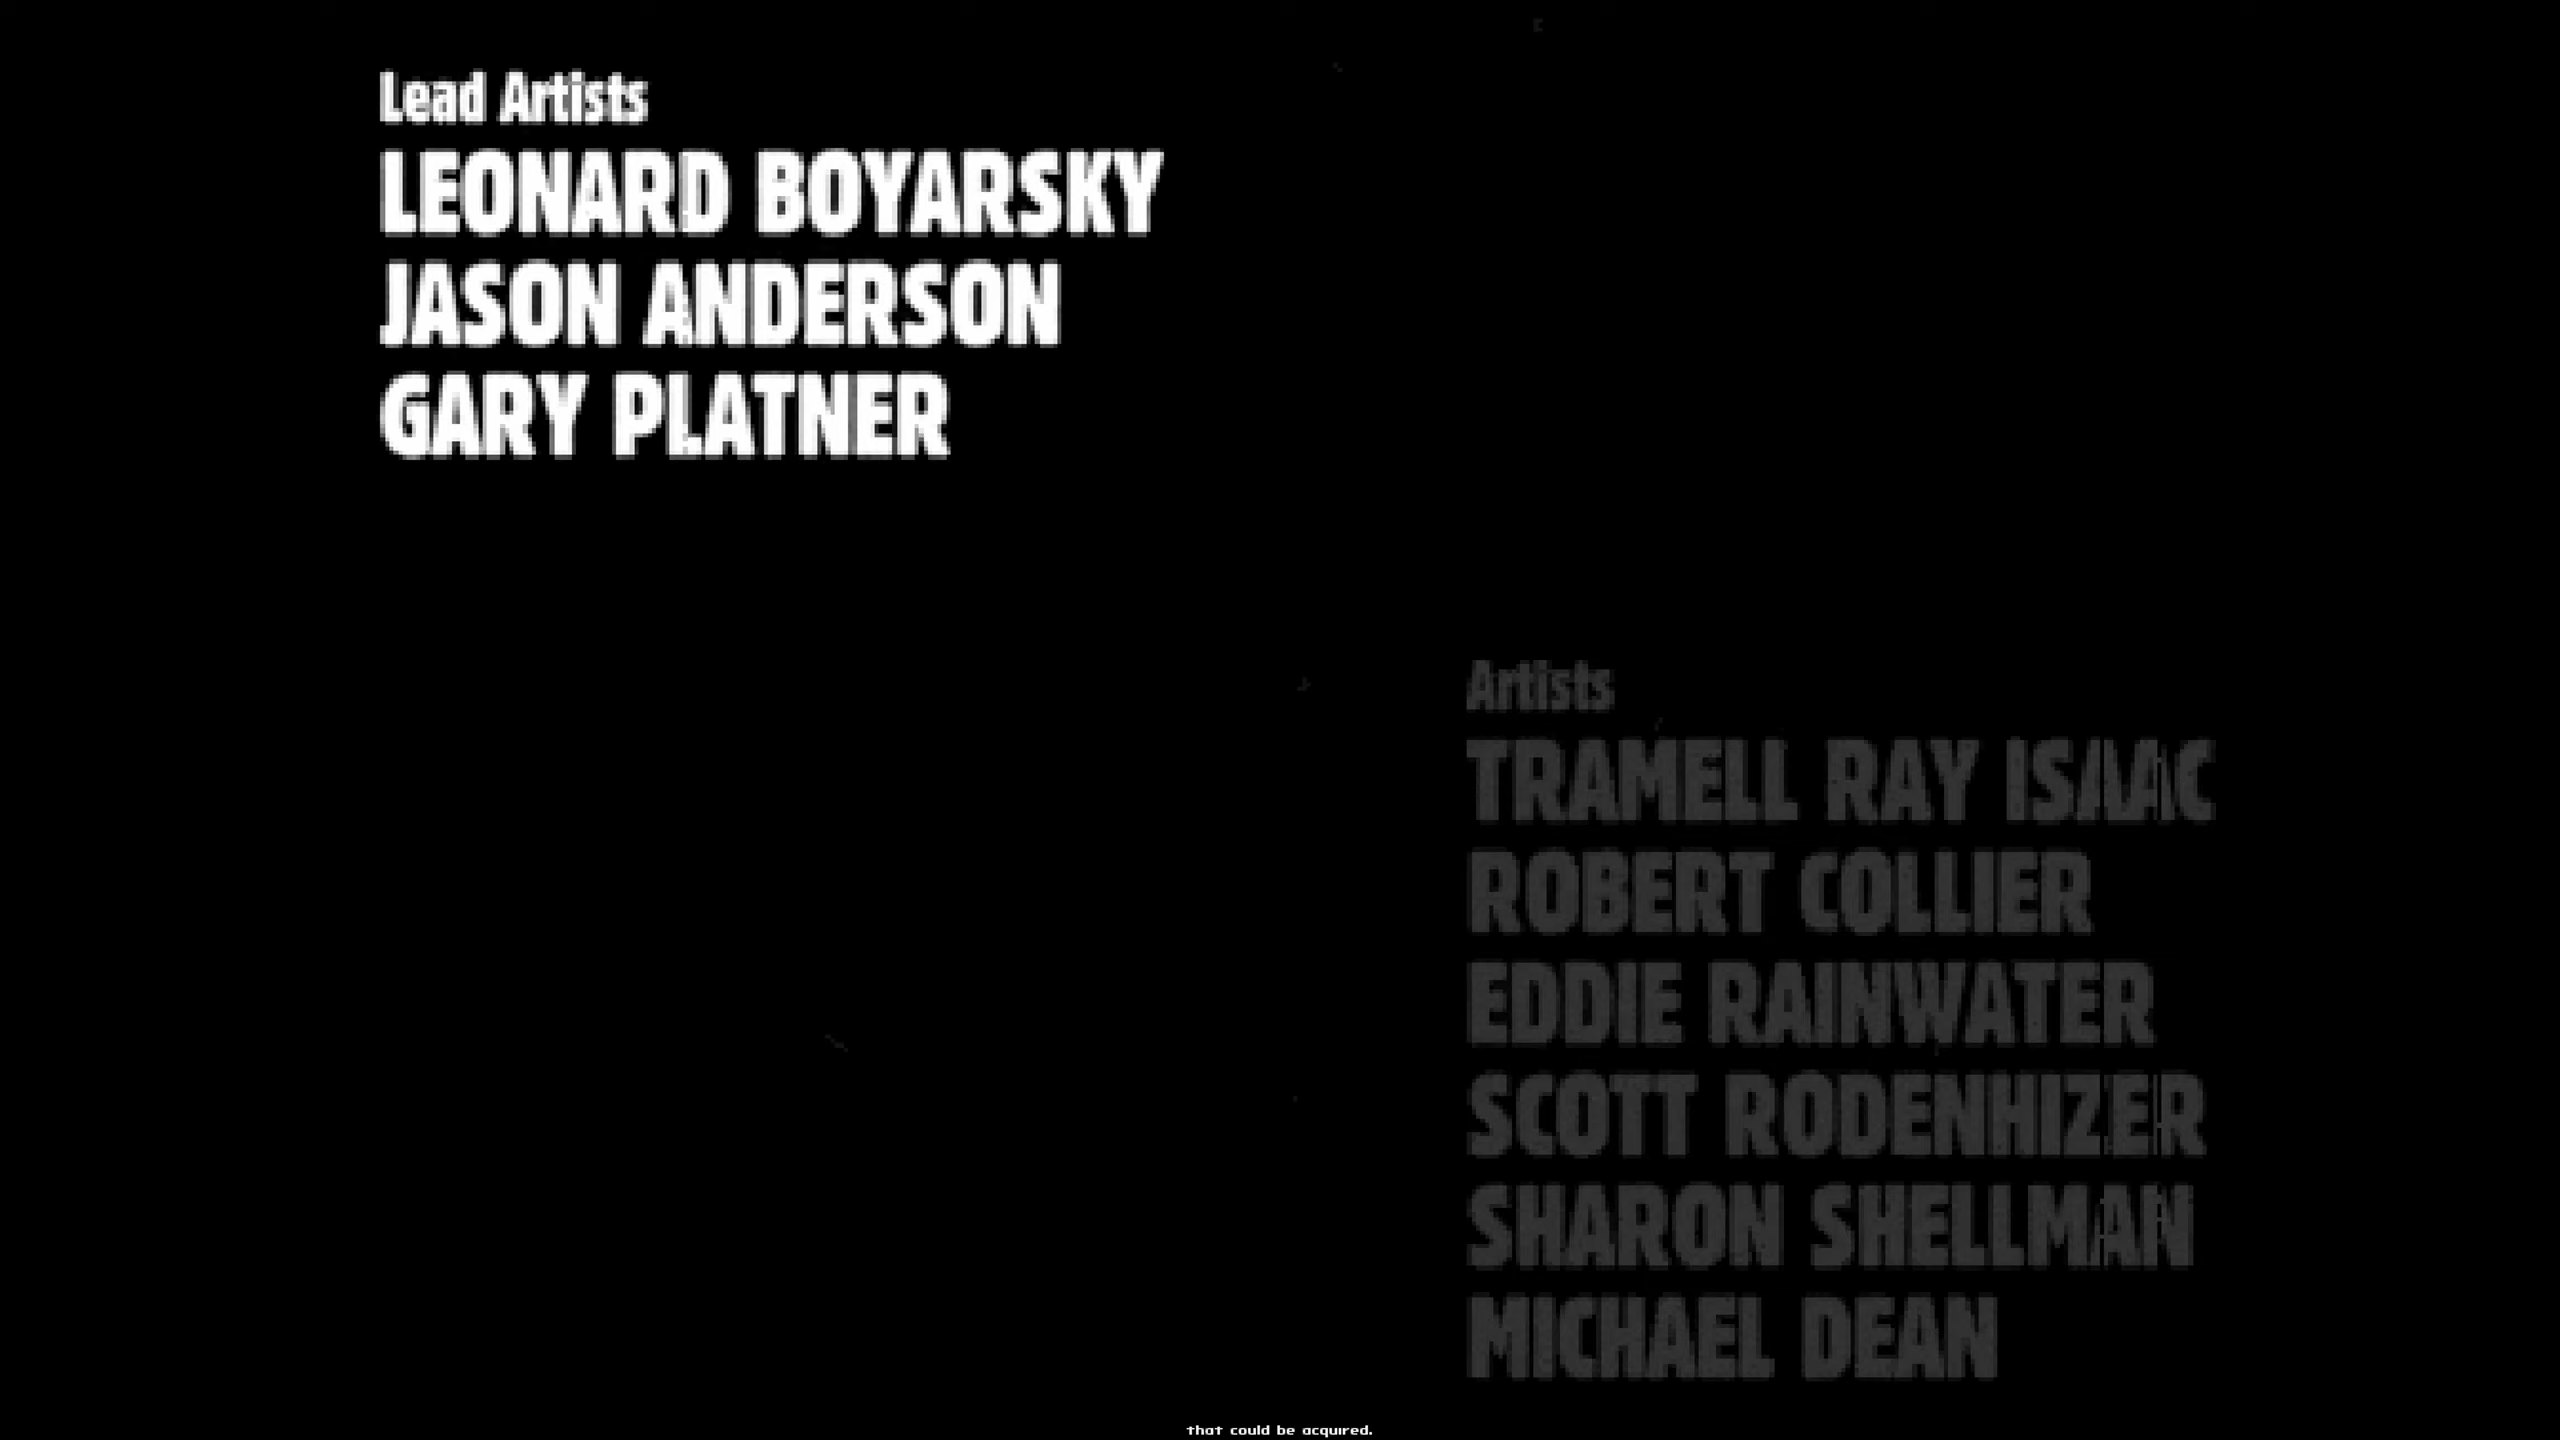 Lead Artists
LEONARD BOYARSKY
JASON ANDERSON
GARY PLATNER
Artists
TRAMELL RAY ISAAC
ROBERT COLLIER
EDDIE RAINWATER
SCOTT RODENHIZER
SHARON SHELLMAN
MICHAEL DEAN
that could be acquired.